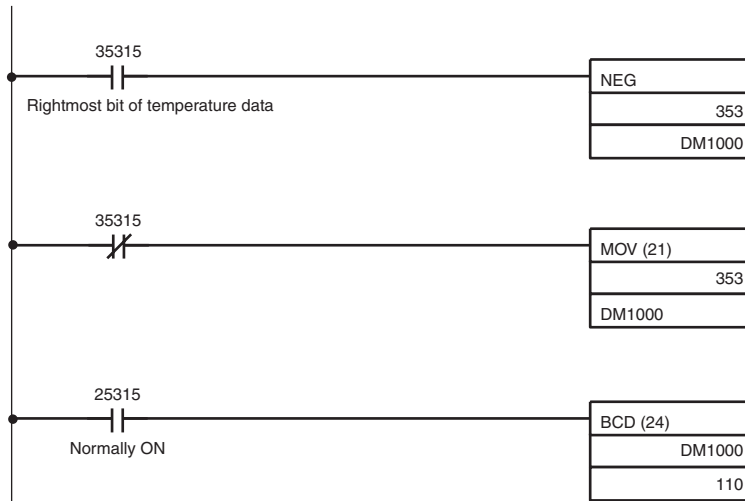 35315
Rightmost bit of temperature data
NEG
353
DM1000
35315
MOV (21)
353
DM1000
25315
Normally ON
BCD (24)
DM1000
110